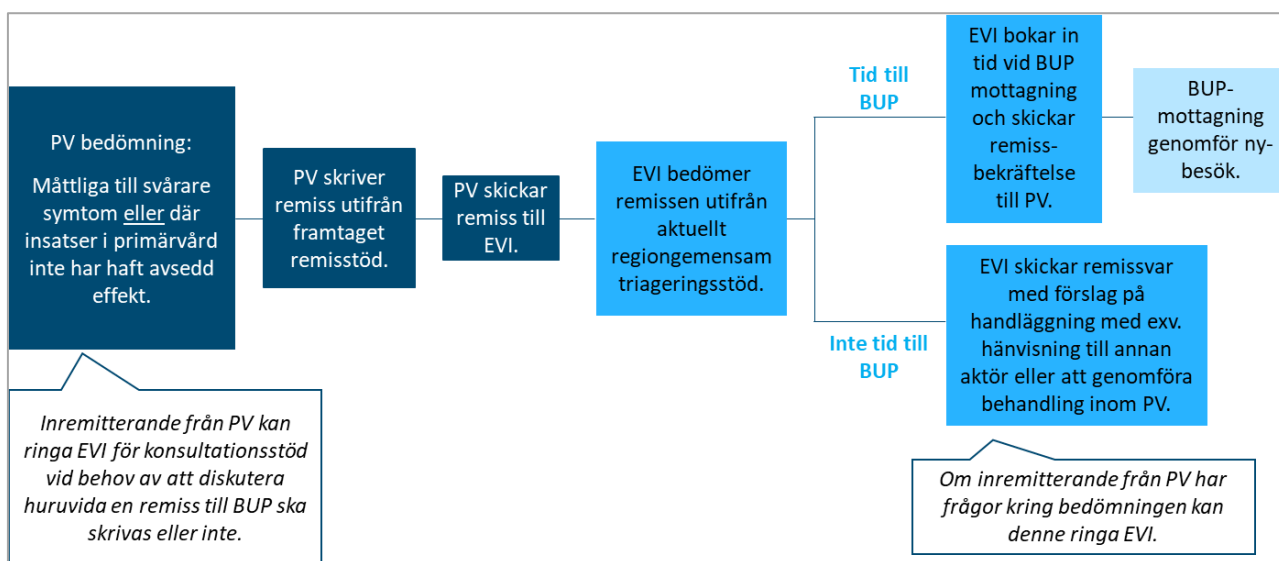 PV bedömning:
Måttliga till svårare
symtom eller där
insatser i primärvård
inte har haft avsedd
effekt.
Inremitterande från PV kan
ringa EVI för konsultationsstöd
vid behov av att diskutera
huruvida en remiss till BUP ska
skrivas eller inte.
PV skriver
remiss utifrån
framtaget
remisstöd.
PV skickar
remiss till
EVI.
EVI bedömer
remissen utifrån
aktuellt
regiongemensam
triageringsstöd.
Tid till
BUP
EVI bokar in
tid vid BUP
mottagning
och skickar
remiss-
bekräftelse
till PV.
BUP-
mottagning
genomför ny-
besök.
Inte tid till
BUP
EVI skickar remissvar
med förslag på
handläggning med exv.
hänvisning till annan
aktör eller att genomföra
behandling inom PV.
Om inremitterande från PV har
frågor kring bedömningen kan
denne ringa EVI.